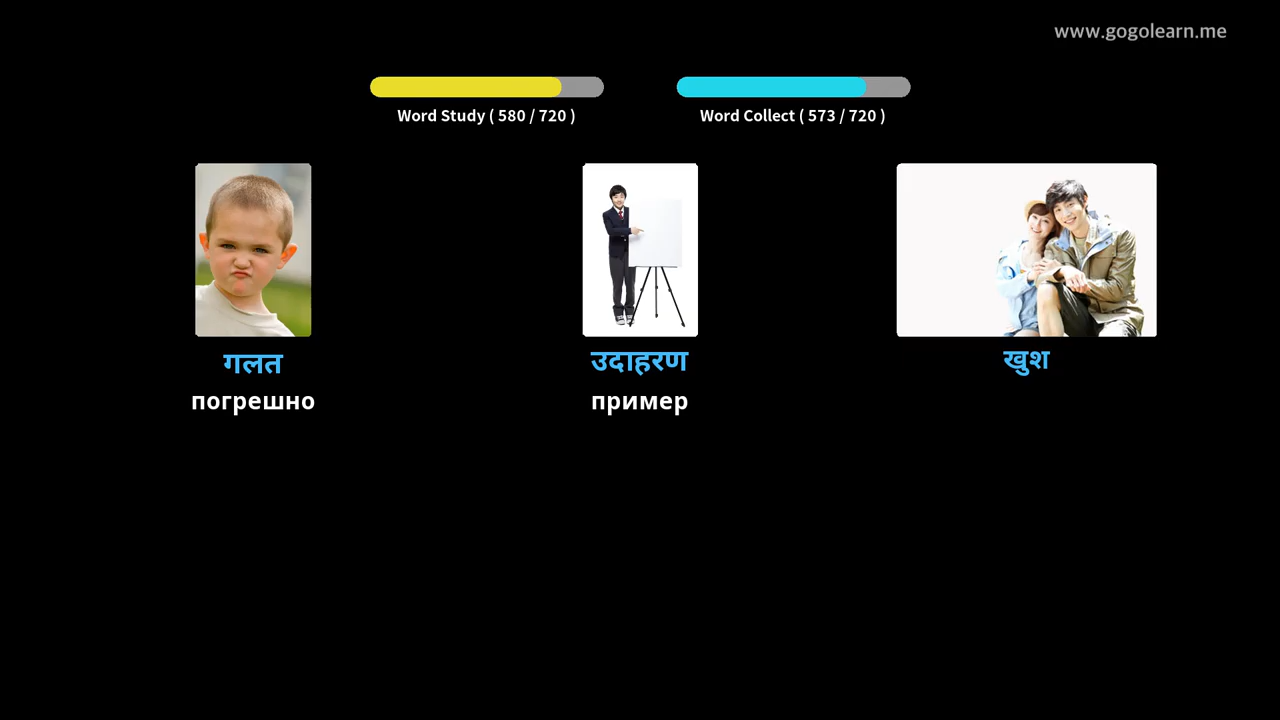 www.gogolearn.me
Word Study ( 580 / 720 )
Word Collect ( 573 / 720 )
गलत
погрешно
उदाहरण
пример
खुश